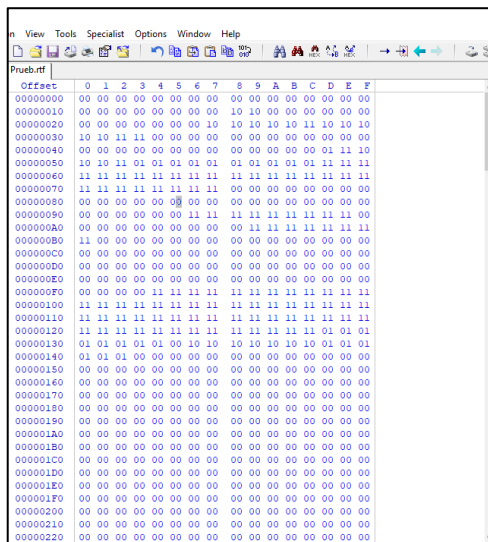 View Tools Specialist Options Window Help
Prueb.rtf
Offset 0 1 2 3 4 5 6 7 8 9 A B C D E F
00000000 00 00 00 00 00 00 00 00 00 00 00 00 00 00 00 00
00000010 00 00 00 00 00 00 00 00 10 10 00 00 00 00 00 00
00000020 00 00 00 00 00 00 00 10 10 10 10 10 11 10 10 10
00000030 10 10 11 11 00 00 00 00 00 00 00 00 00 00 00 00
00000040 00 00 00 00 00 00 00 00 00 00 00 00 00 01 11 10
00000050 10 10 11 01 01 01 01 01 01 01 01 01 01 11 11 11
00000060 11 11 11 11 11 11 11 11 11 11 11 11 11 11 11 11
00000070 11 11 11 11 11 11 11 11 00 00 00 00 00 00 00 00
00000080 00 00 00 00 00 00 00 00 00 00 00 00 00 00 00 00
00000090 00 00 00 00 00 00 11 11 11 11 11 11 11 11 11 00
000000A0 00 00 00 00 00 00 00 00 00 11 11 11 11 11 11 11
000000B0 11 00 00 00 00 00 00 00 00 00 00 00 00 00 00 00
000000C0 00 00 00 00 00 00 00 00 00 00 00 00 00 00 00 00
000000D0 00 00 00 00 00 00 00 00 00 00 00 00 00 00 00 00
000000E0 00 00 00 00 00 00 00 00 00 00 00 00 00 00 00 00
000000F0 00 00 00 00 11 11 11 11 11 11 11 11 11 11 11 11
00000100 11 11 11 11 11 11 11 11 11 11 11 11 11 11 11 11
00000110 11 11 11 11 11 11 11 11 11 11 11 11 11 11 11 11
00000120 11 11 11 11 11 11 11 11 11 11 11 11 11 01 01 01
00000130 01 01 01 01 01 00 10 10 10 10 10 10 10 01 01 01
00000140 01 01 01 00 00 00 00 00 00 00 00 00 00 00 00 00
00000150 00 00 00 00 00 00 00 00 00 00 00 00 00 00 00 00
00000160 00 00 00 00 00 00 00 00 00 00 00 00 00 00 00 00
00000170 00 00 00 00 00 00 00 00 00 00 00 00 00 00 00 00
00000180 00 00 00 00 00 00 00 00 00 00 00 00 00 00 00 00
00000190 00 00 00 00 00 00 00 00 00 00 00 00 00 00 00 00
000001A0 00 00 00 00 00 00 00 00 00 00 00 00 00 00 00 00
000001B0 00 00 00 00 00 00 00 00 00 00 00 00 00 00 00 00
000001C0 00 00 00 00 00 00 00 00 00 00 00 00 00 00 00 00
000001D0 00 00 00 00 00 00 00 00 00 00 00 00 00 00 00 00
000001E0 00 00 00 00 00 00 00 00 00 00 00 00 00 00 00 00
000001F0 00 00 00 00 00 00 00 00 00 00 00 00 00 00 00 00
00000200 00 00 00 00 00 00 00 00 00 00 00 00 00 00 00 00
00000210 00 00 00 00 00 00 00 00 00 00 00 00 00 00 00 00
00000220 00 00 00 00 00 00 00 00 00 00 00 00 00 00 00 00